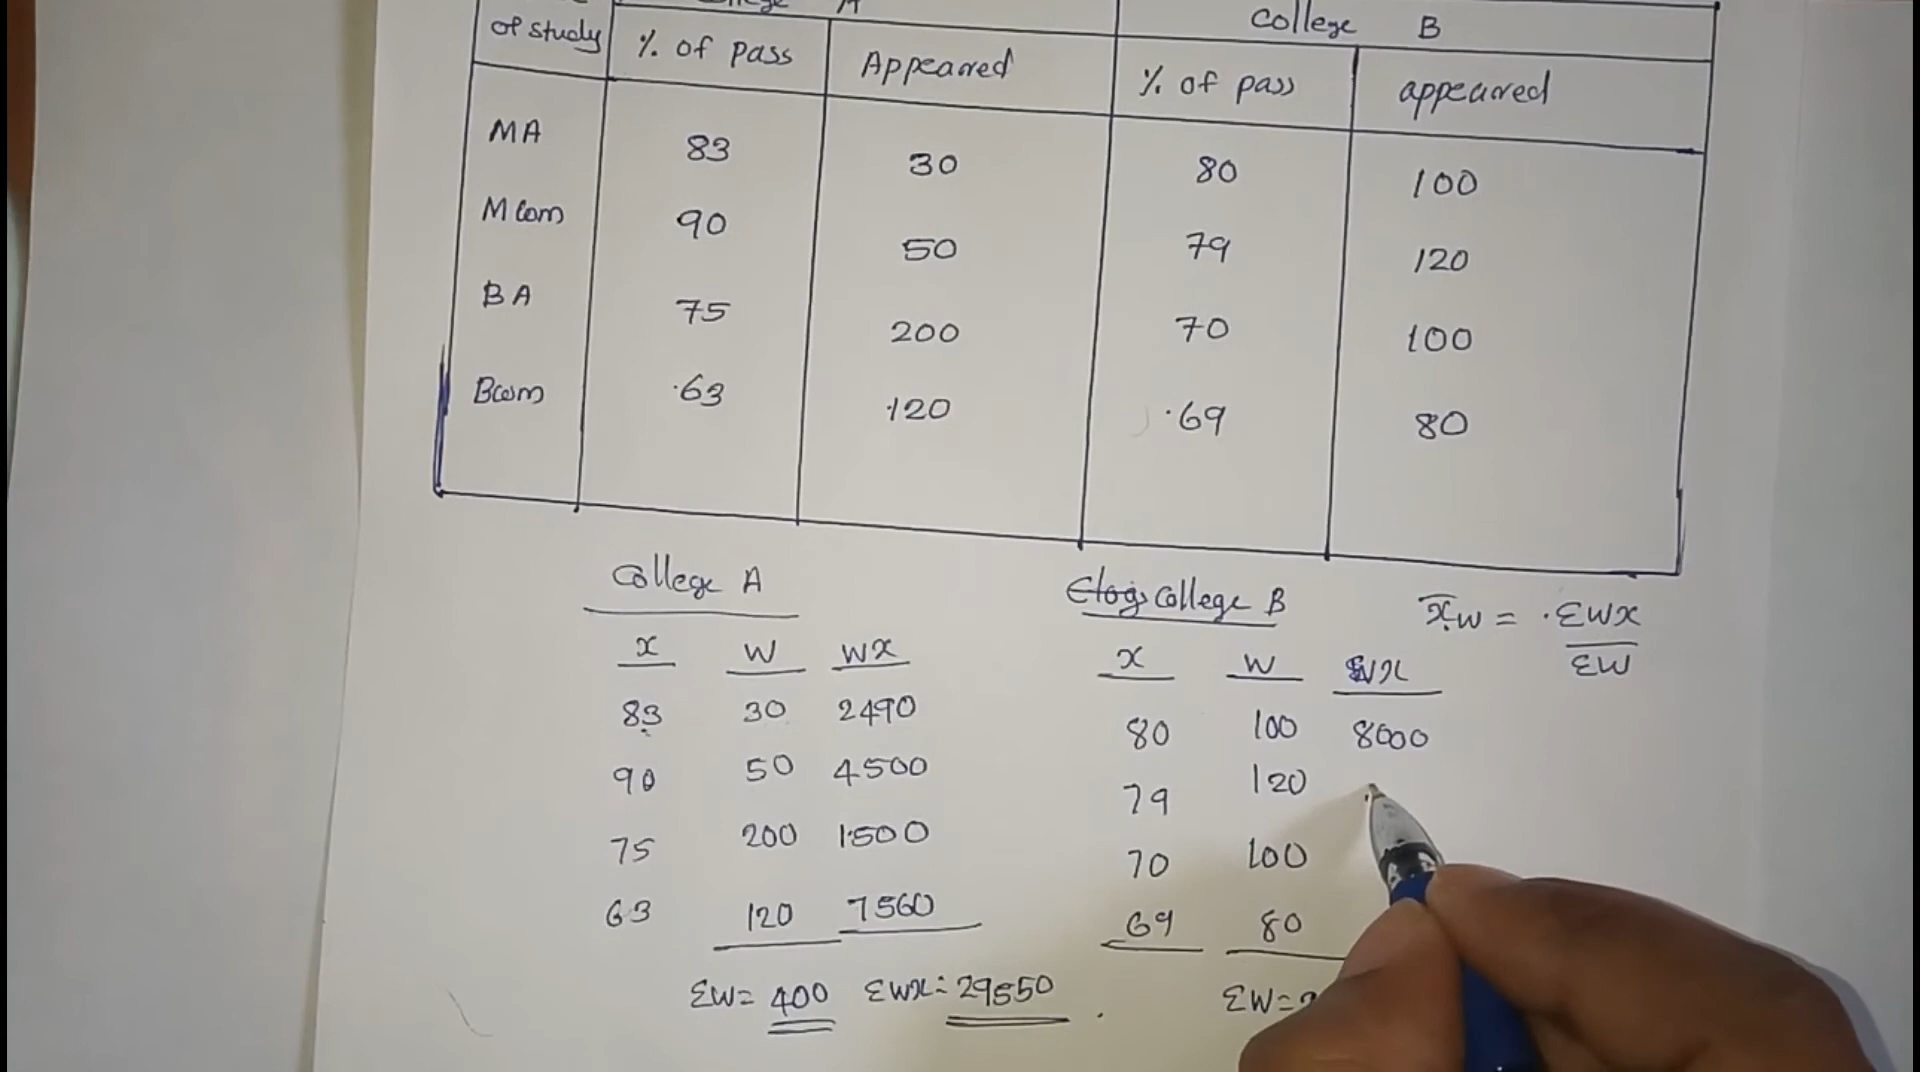 A
College B
of study % of pass Appeared % of pass appeared
MA 83 30 80 100
M Com 90 50 79 120
BA 75 200 70 100
Bcom .63 .120 .69 80
College A College B x̄w = .ΣWX
ΣW
x W WX x W WX
83 30 2490 80 100 8000
90 50 4500 79 120
75 200 1500 70 100
63 120 7560 69 80
ΣW= 400 ΣWX= 29550 . ΣW=